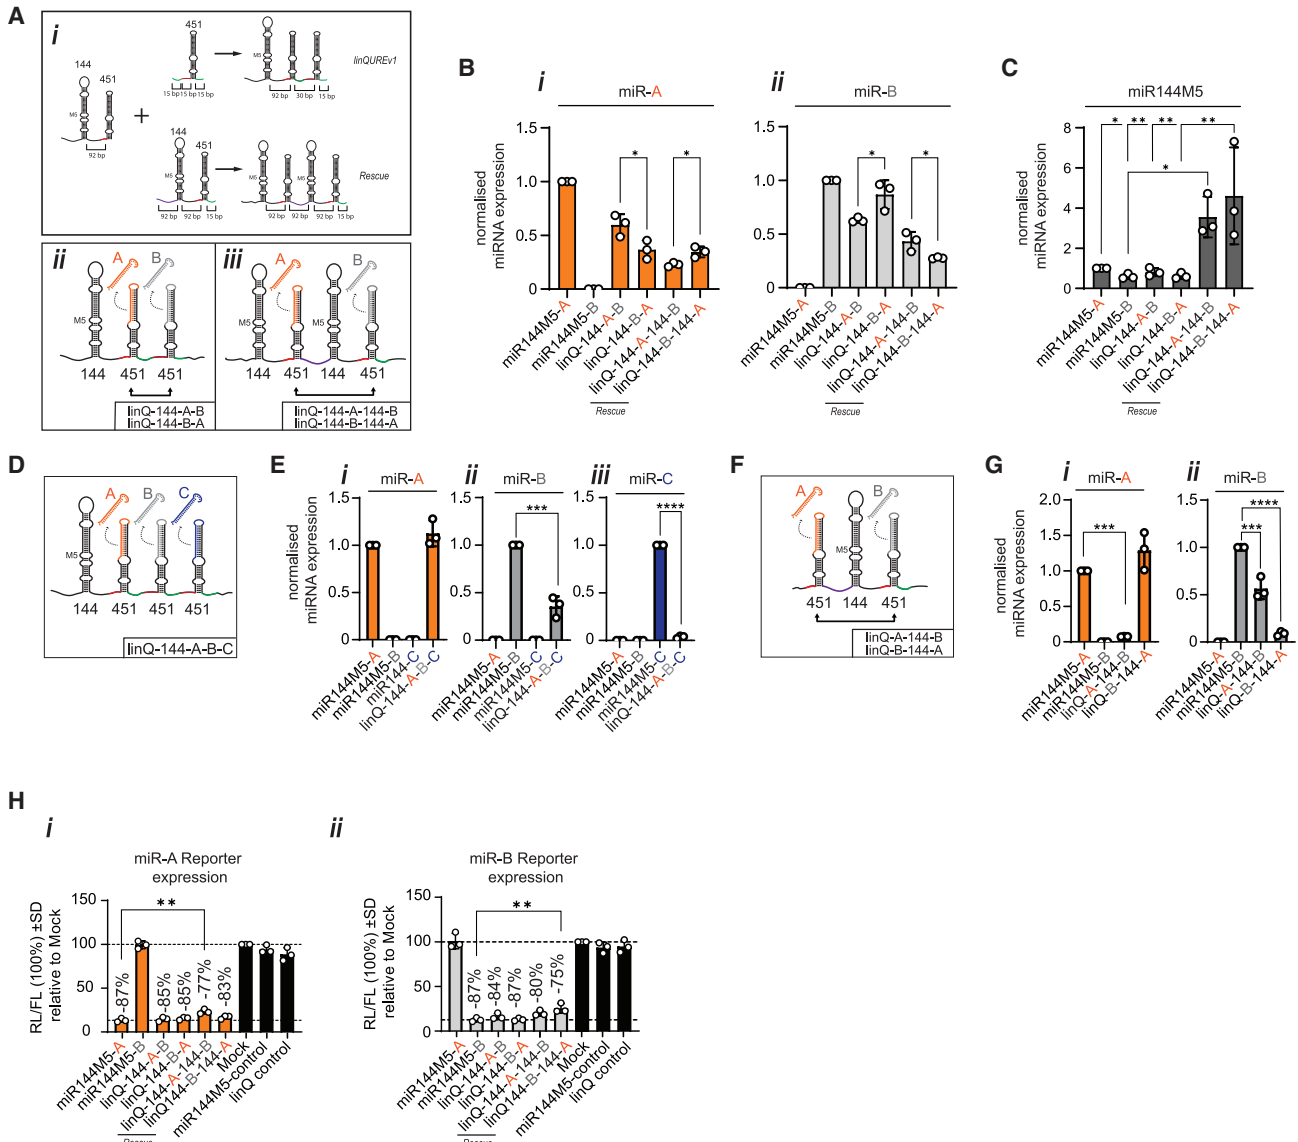 A
i
144
451
M5
92 bp
+
451
15 bp
15 bp
15 bp
M5
92 bp
30 bp
15 bp
linQUREv1
144
451
M5
92 bp
92 bp
15 bp
M5
M5
92 bp
92 bp
92 bp
15 bp
Rescue
ii
A
B
M5
144
451
451
linQ-144-A-B
linQ-144-B-A
iii
A
B
M5
144
451
144
451
linQ-144-A-144-B
linQ-144-B-144-A
B
i
miR-A
normalised
miRNA expression
1.5
1.0
0.5
0
*
*
miR144M5-A
miR144M5-B
linQ-144-A-B
linQ-144-B-A
linQ-144-A-144-B
linQ-144-B-144-A
Rescue
ii
miR-B
1.5
1.0
0.5
0
*
*
miR144M5-A
miR144M5-B
linQ-144-A-B
linQ-144-B-A
linQ-144-A-144-B
linQ-144-B-144-A
Rescue
C
miR144M5
normalised
miRNA expression
8
6
4
2
0
*
**
**
**
*
miR144M5-A
miR144M5-B
linQ-144-A-B
linQ-144-B-A
linQ-144-A-144-B
linQ-144-B-144-A
Rescue
D
A
B
C
M5
144
451
451
451
linQ-144-A-B-C
E
i
miR-A
normalised
miRNA expression
1.5
1.0
0.5
0
miR144M5-A
miR144M5-B
miR144-C
linQ-144-A-B-C
ii
miR-B
1.5
1.0
0.5
0
***
miR144M5-A
miR144M5-B
miR144M5-C
linQ-144-A-B-C
iii
miR-C
1.5
1.0
0.5
0
****
miR144M5-A
miR144M5-B
miR144M5-C
linQ-144-A-B-C
F
A
B
M5
451
144
451
linQ-A-144-B
linQ-B-144-A
G
i
miR-A
normalised
miRNA expression
2.0
1.5
1.0
0.5
0
***
miR144M5-A
miR144M5-B
linQ-A-144-B
linQ-B-144-A
ii
miR-B
1.5
1.0
0.5
0
****
***
miR144M5-A
miR144M5-B
linQ-A-144-B
linQ-B-144-A
H
i
miR-A Reporter
expression
RL/FL (100%) ±SD
relative to Mock
150
100
50
0
**
-87%
-85%
-85%
-77%
-83%
miR144M5-A
miR144M5-B
linQ-144-A-B
linQ-144-B-A
linQ-144-A-144-B
linQ144-B-144-A
Mock
miR144M5-control
linQ control
Rescue
ii
miR-B Reporter
expression
RL/FL (100%) ±SD
relative to Mock
150
100
50
0
**
-87%
-84%
-87%
-80%
-75%
miR144M5-A
miR144M5-B
linQ-144-A-B
linQ-144-B-A
linQ-144-A-144-B
linQ144-B-144-A
Mock
miR144M5-control
linQ control
Rescue